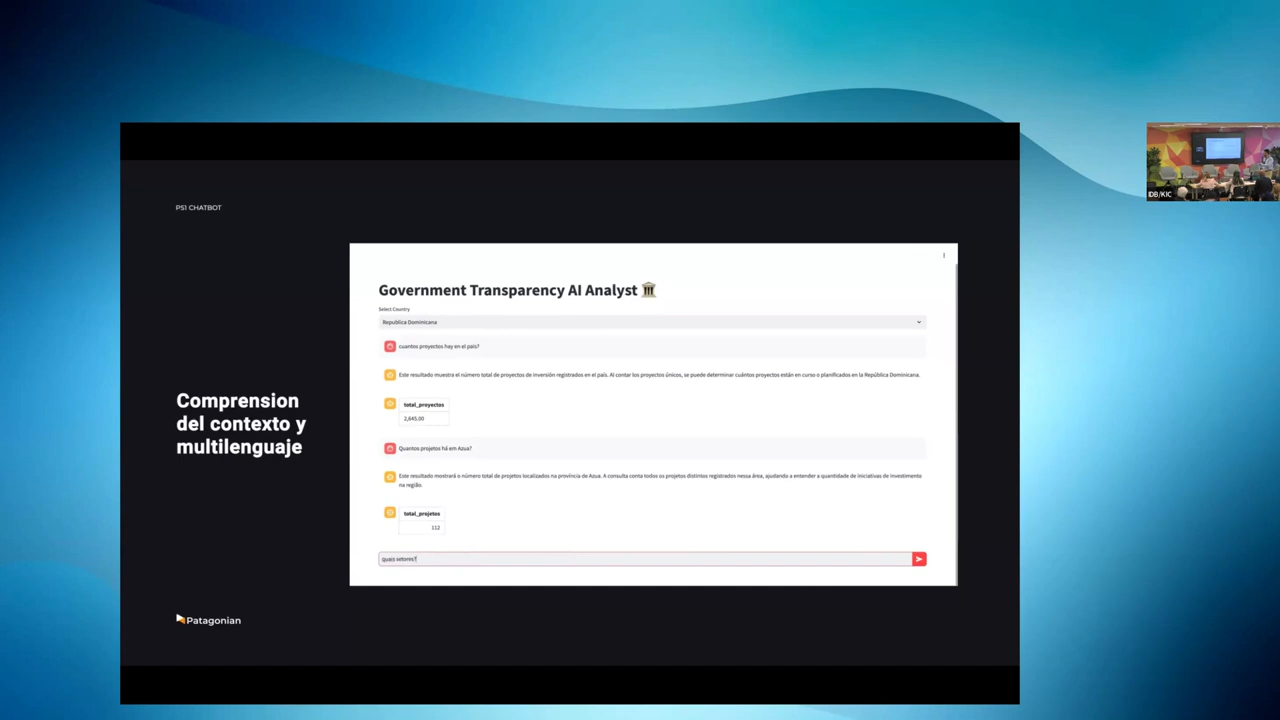 PS1 CHATBOT
Comprension
del contexto y
multilenguaje
Government Transparency AI Analyst
Select Country
Republica Dominicana
cuantos preyectos hay en el país?
Este resultado muestra el número total de proyectos de inversión registrados en el país. Al contar los proyectos únicos, se puede determinar cuántos proyectos están en curso o planificados en la República Dominicana.
total_proyectos
2,645.00
Quantos projetos há em Azua?
Este resultado mostrará o número total de projetos localizados na província de Azua. A consulta conta todos os projetos distintos registrados nessa área, ajudando a entender a quantidade de iniciativas de investimento
na região.
total_projetos
112
quais setores?
Patagonian
IDB/KIC